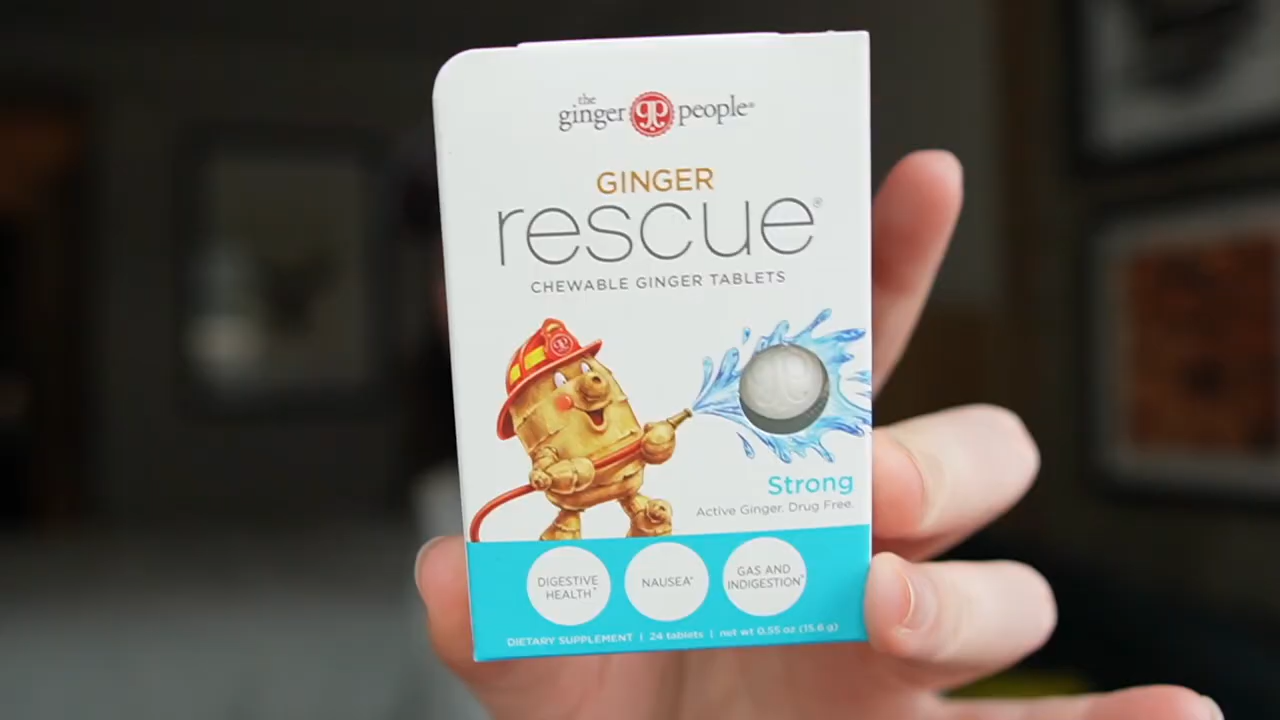 the
ginger people®
GINGER
rescue®
CHEWABLE GINGER TABLETS
Strong
Active Ginger. Drug Free.
DIGESTIVE
HEALTH*
NAUSEA*
GAS AND
INDIGESTION*
DIETARY SUPPLEMENT | 24 tablets | net wt 0.55 oz (15.6 g)